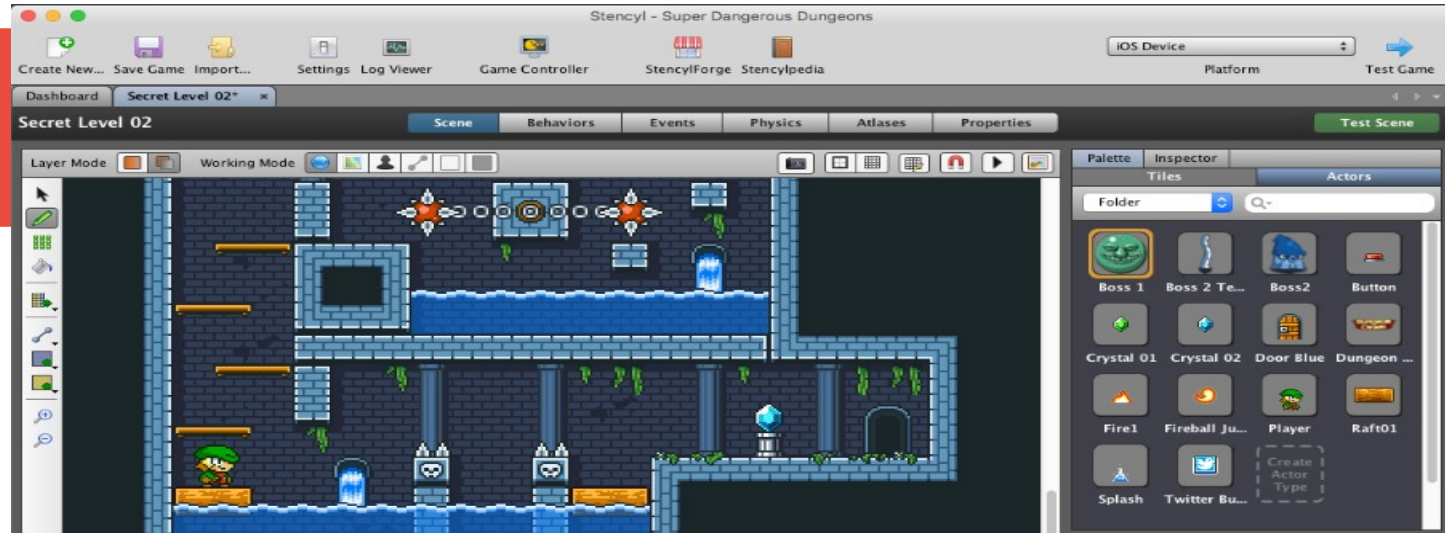 Stencyl - Super Dangerous Dungeons
Create New... Save Game Import... Settings Log Viewer Game Controller StencylForge Stencylpedia
iOS Device
Platform Test Game
Dashboard Secret Level 02*
Secret Level 02 Scene Behaviors Events Physics Atlases Properties Test Scene
Layer Mode Working Mode
Palette Inspector
Tiles Actors
Folder
Boss 1 Boss 2 Te... Boss2 Button
Crystal 01 Crystal 02 Door Blue Dungeon ...
Fire1 Fireball Ju... Player Raft01
Create
Actor
Type
Splash Twitter Bu...